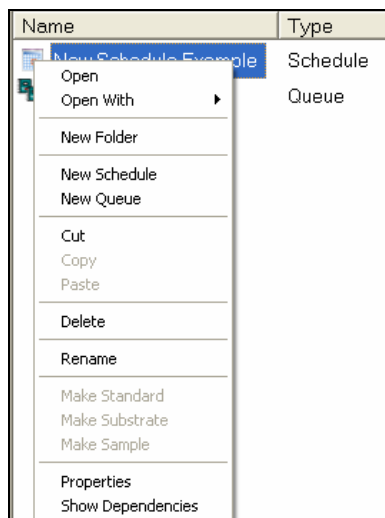 Name Type
New Schedule Example Schedule
Queue
Open
Open With
New Folder
New Schedule
New Queue
Cut
Copy
Paste
Delete
Rename
Make Standard
Make Substrate
Make Sample
Properties
Show Dependencies